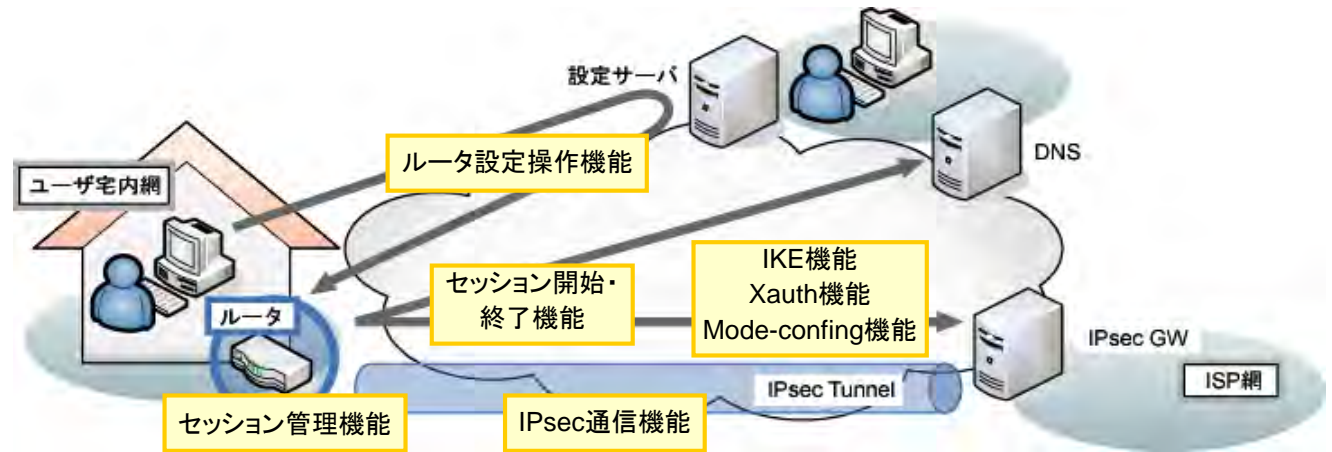 設定サーバ
DNS
ルータ設定操作機能
ユーザ宅内網
セッション開始・
終了機能
IKE機能
Xauth機能
Mode-confing機能
ルータ
IPsec GW
ISP網
IPsec Tunnel
セッション管理機能
IPsec通信機能